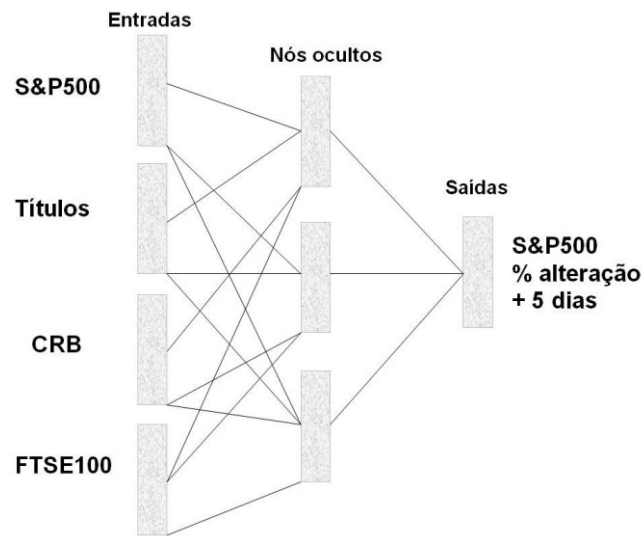 Entradas
Nós ocultos
Saídas
S&P500
Títulos
CRB
FTSE100
S&P500
% alteração
+ 5 dias